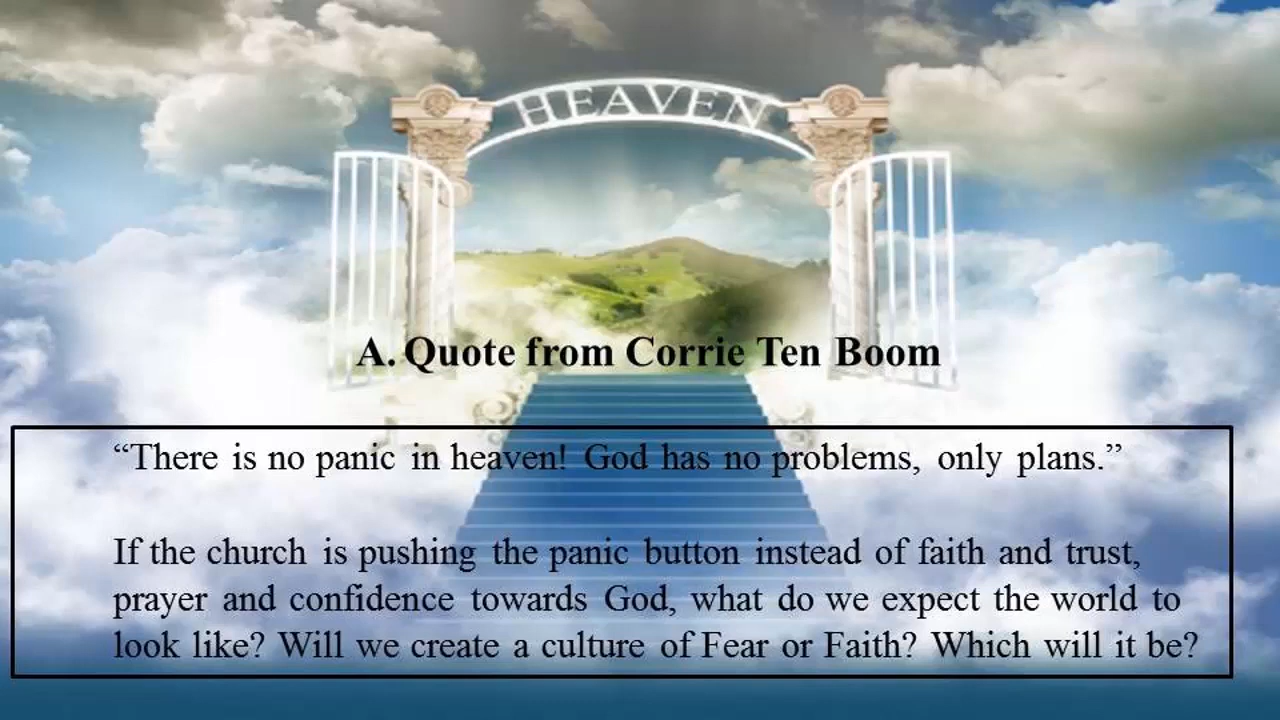 HEAVEN
A. Quote from Corrie Ten Boom
“There is no panic in heaven! God has no problems, only plans.”
If the church is pushing the panic button instead of faith and trust,
prayer and confidence towards God, what do we expect the world to
look like? Will we create a culture of Fear or Faith? Which will it be?